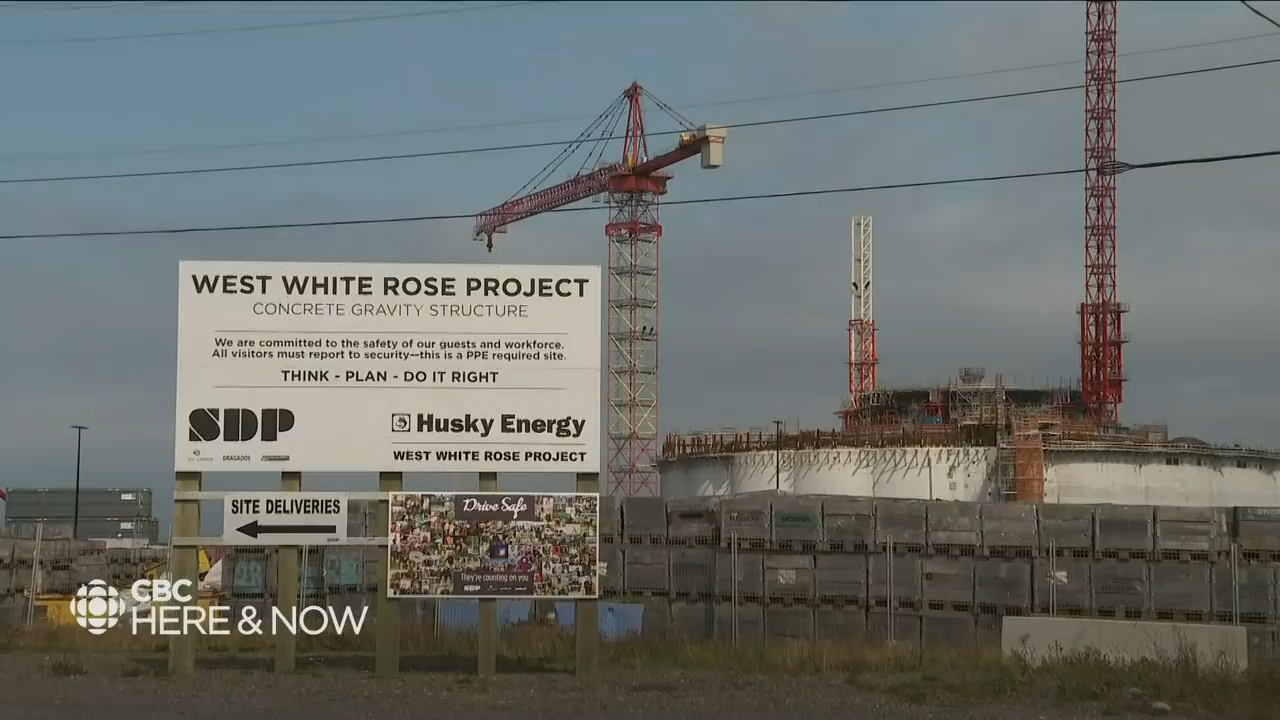 WEST WHITE ROSE PROJECT
CONCRETE GRAVITY STRUCTURE
We are committed to the safety of our guests and workforce.
All visitors must report to security--this is a PPE required site.
THINK - PLAN - DO IT RIGHT
SDP
Husky Energy
DRAGADOS
WEST WHITE ROSE PROJECT
SITE DELIVERIES
SDP
Drive Safe
They're counting on you
SDP
CBC
HERE & NOW